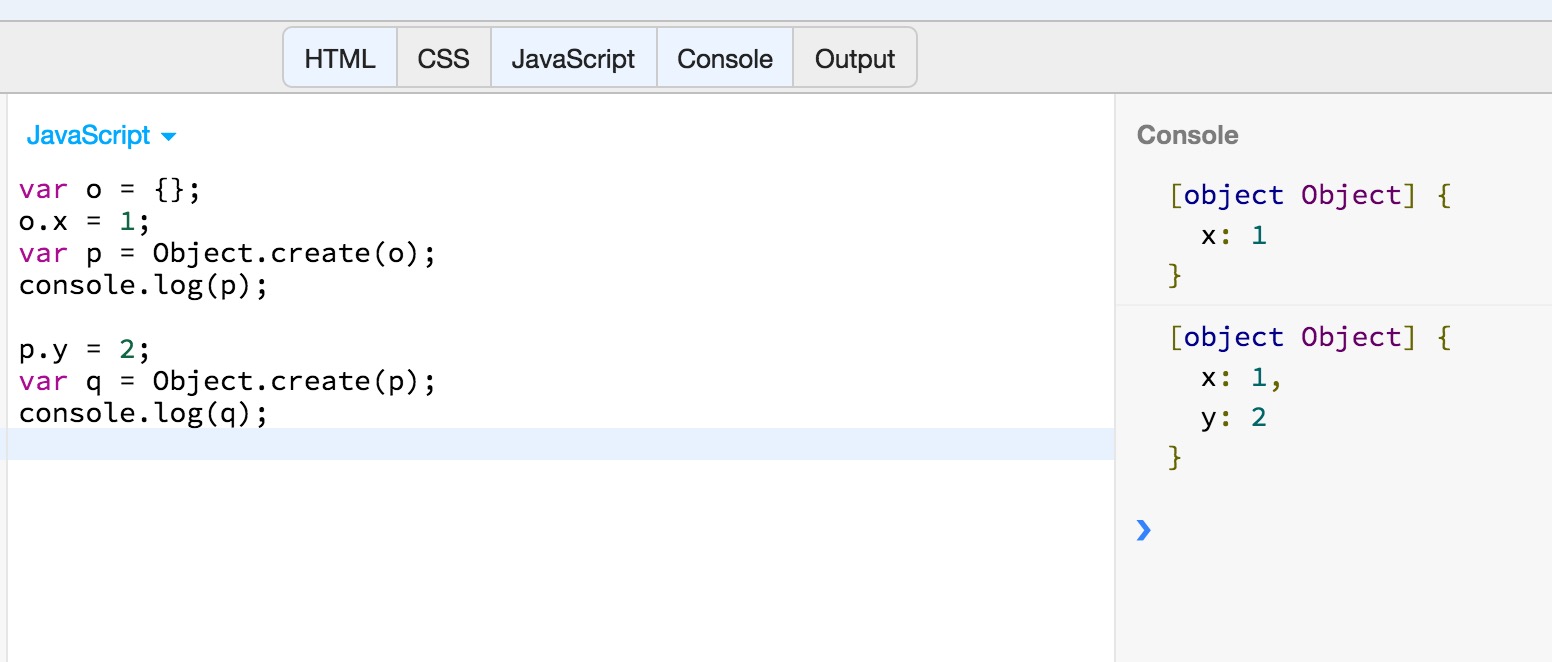 HTML CSS JavaScript Console Output
JavaScript
var o = {};
o.x = 1;
var p = Object.create(o);
console.log(p);
p.y = 2;
var q = Object.create(p);
console.log(q);
Console
[object Object] {
x: 1
}
[object Object] {
x: 1,
y: 2
}